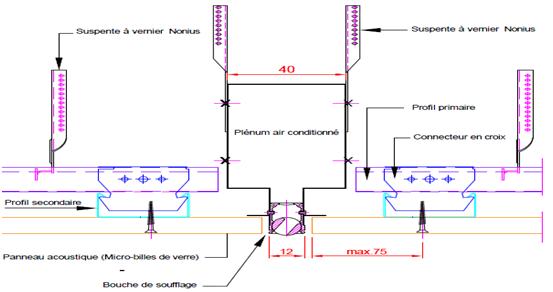 Suspente à vernier Nonius
Suspente à vernier Nonius
40
Profil primaire
Plénum air conditionné
Connecteur en croix
Profil secondaire
Panneau acoustique (Micro-billes de verre)
12
max.75
Bouche de soufflage